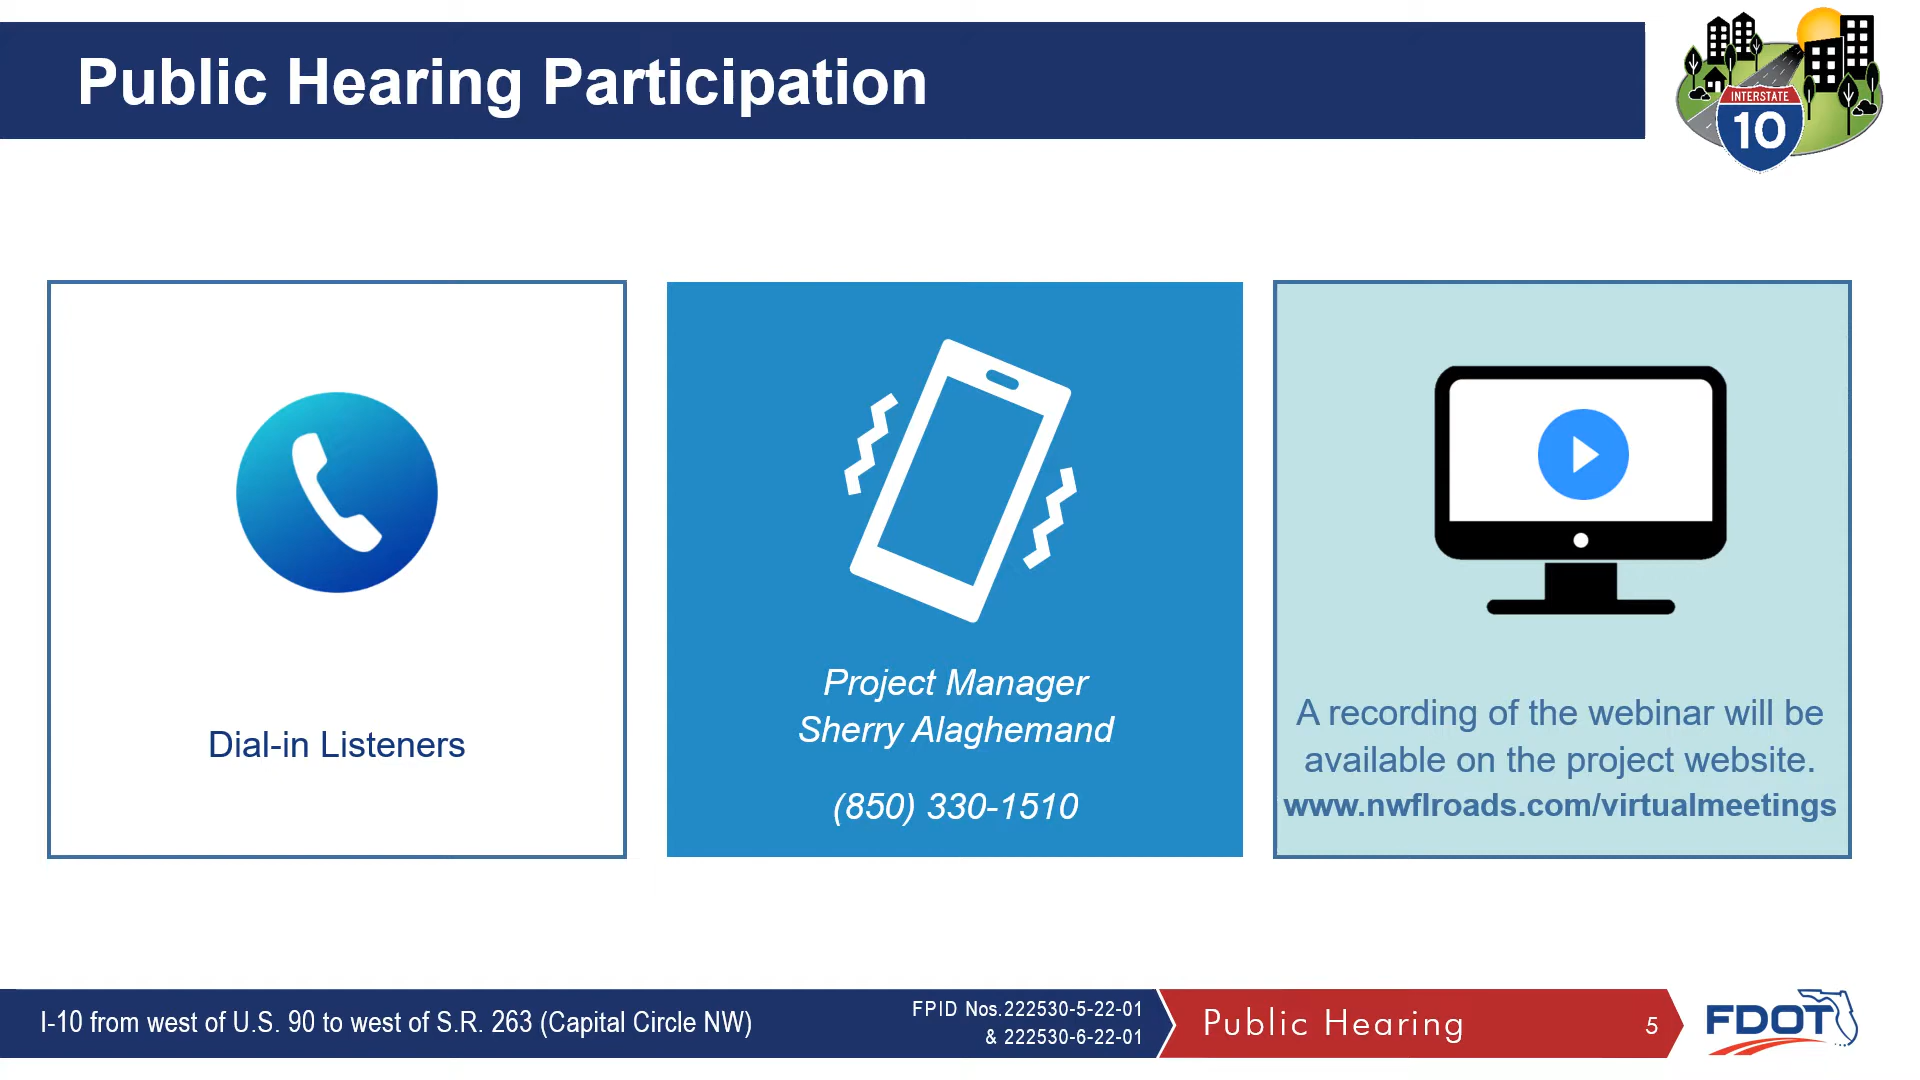 Public Hearing Participation
INTERSTATE
10
Dial-in Listeners
Project Manager
Sherry Alaghemand
(850) 330-1510
A recording of the webinar will be
available on the project website.
www.nwflroads.com/virtualmeetings
I-10 from west of U.S. 90 to west of S.R. 263 (Capital Circle NW)
FPID Nos.222530-5-22-01
& 222530-6-22-01
Public Hearing
5
FDOT